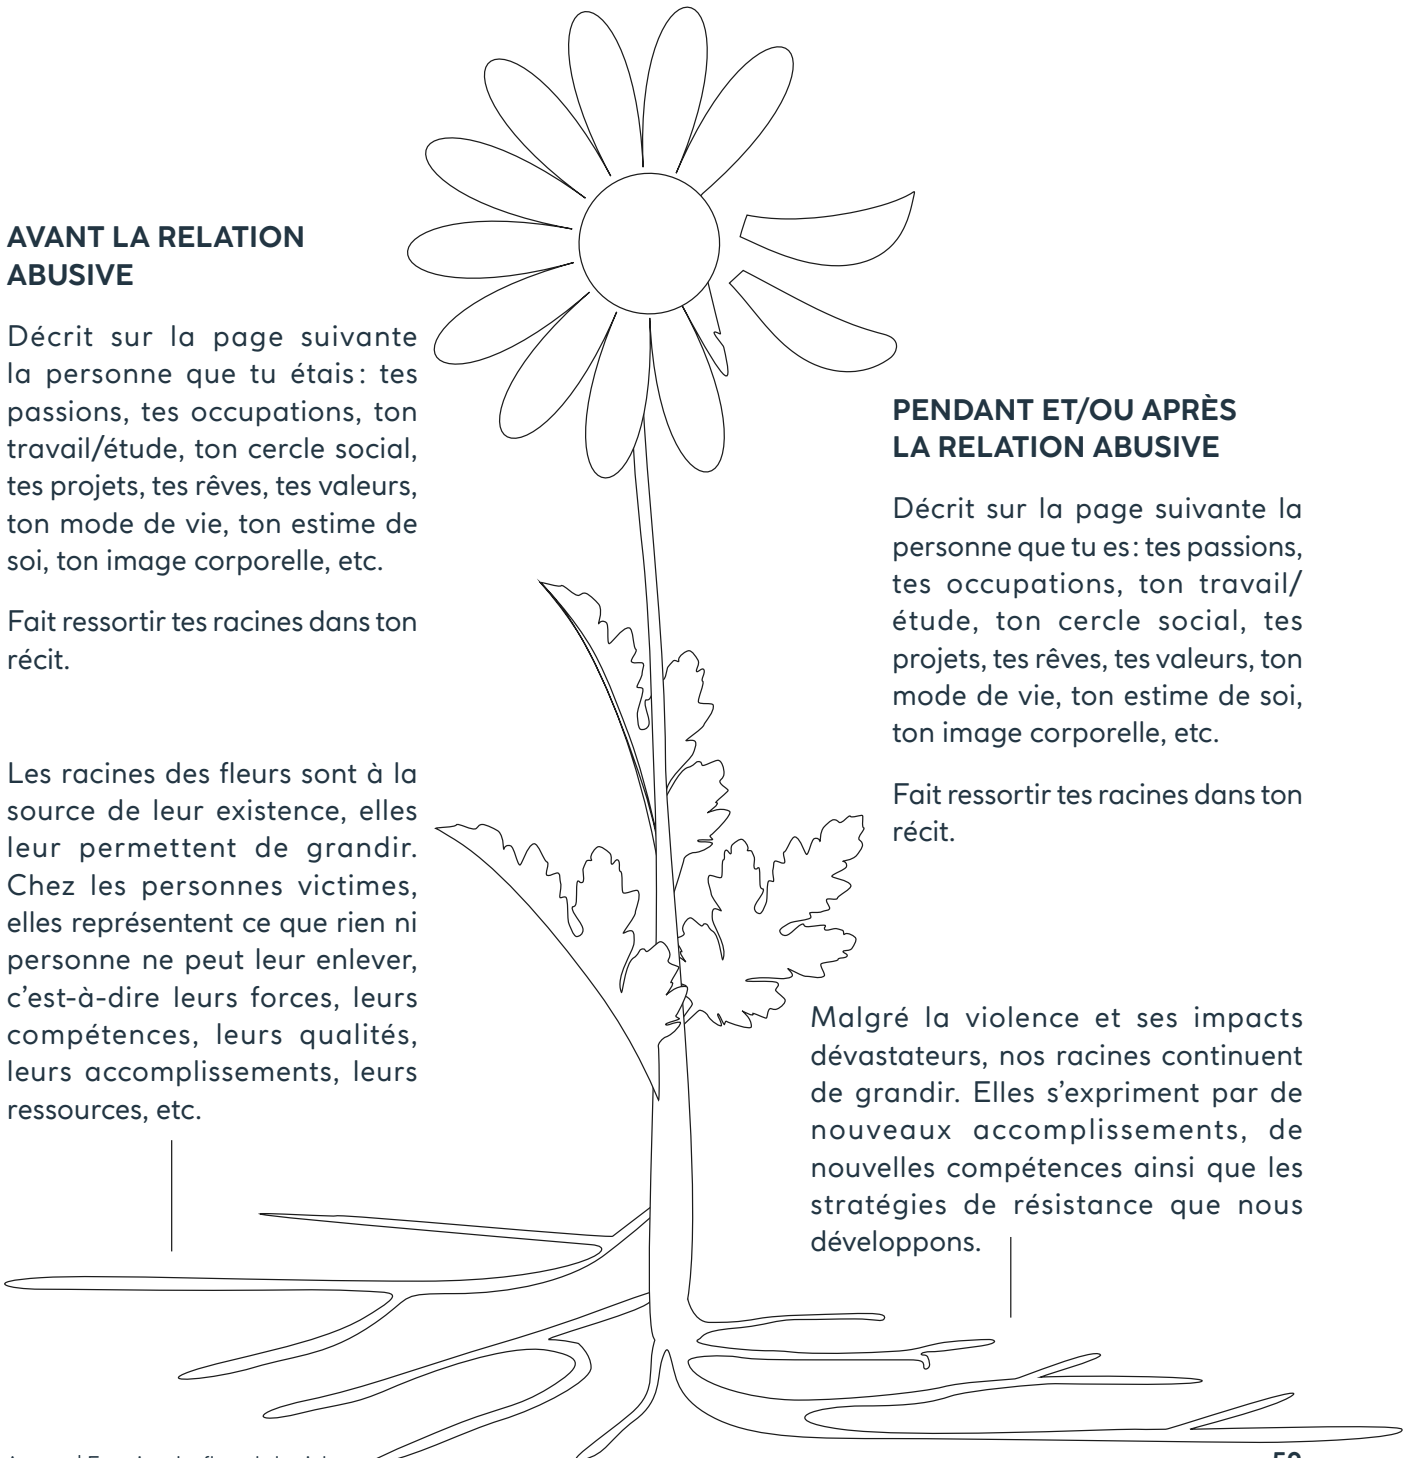 AVANT LA RELATION
ABUSIVE
Décrit sur la page suivante
la personne que tu étais : tes
passions, tes occupations, ton
travail/étude, ton cercle social,
tes projets, tes rêves, tes valeurs,
ton mode de vie, ton estime de
soi, ton image corporelle, etc.
Fait ressortir tes racines dans ton
récit.
Les racines des fleurs sont à la
source de leur existence, elles
leur permettent de grandir.
Chez les personnes victimes,
elles représentent ce que rien ni
personne ne peut leur enlever,
c’est-à-dire leurs forces, leurs
compétences, leurs qualités,
leurs accomplissements, leurs
ressources, etc.
PENDANT ET/OU APRÈS
LA RELATION ABUSIVE
Décrit sur la page suivante la
personne que tu es : tes passions,
tes occupations, ton travail/
étude, ton cercle social, tes
projets, tes rêves, tes valeurs, ton
mode de vie, ton estime de soi,
ton image corporelle, etc.
Fait ressortir tes racines dans ton
récit.
Malgré la violence et ses impacts
dévastateurs, nos racines continuent
de grandir. Elles s’expriment par de
nouveaux accomplissements, de
nouvelles compétences ainsi que les
stratégies de résistance que nous
développons.